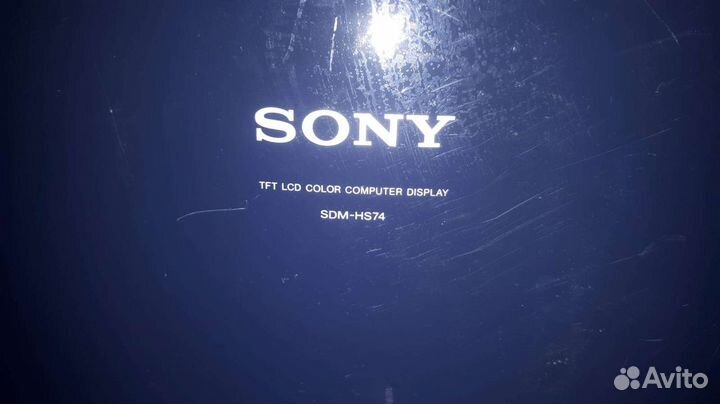 SONY
TFT LCD COLOR COMPUTER DISPLAY
SDM-HS74
Avito